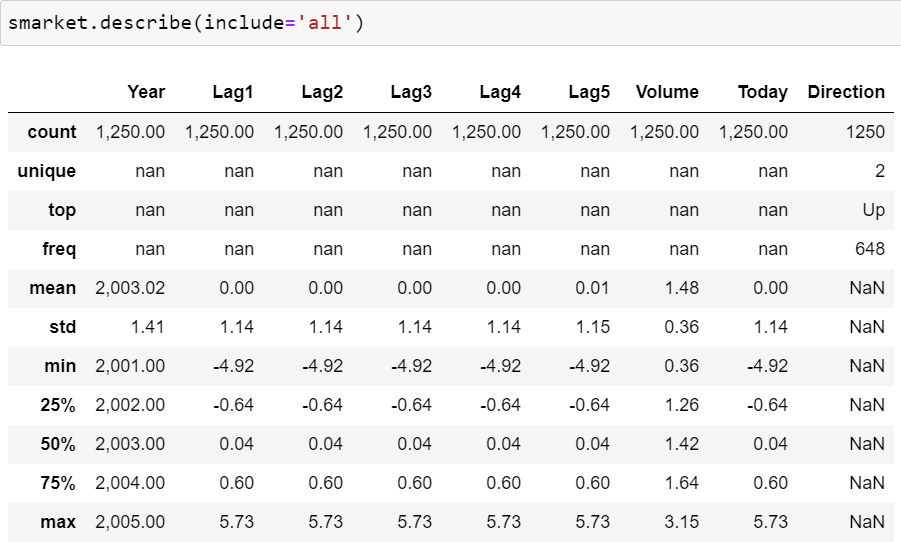 smarket.describe(include='all')
Year Lag1 Lag2 Lag3 Lag4 Lag5 Volume Today Direction
count 1,250.00 1,250.00 1,250.00 1,250.00 1,250.00 1,250.00 1,250.00 1,250.00 1250
unique nan nan nan nan nan nan nan nan 2
top nan nan nan nan nan nan nan nan Up
freq nan nan nan nan nan nan nan nan 648
mean 2,003.02 0.00 0.00 0.00 0.00 0.01 1.48 0.00 NaN
std 1.41 1.14 1.14 1.14 1.14 1.15 0.36 1.14 NaN
min 2,001.00 -4.92 -4.92 -4.92 -4.92 -4.92 0.36 -4.92 NaN
25% 2,002.00 -0.64 -0.64 -0.64 -0.64 -0.64 1.26 -0.64 NaN
50% 2,003.00 0.04 0.04 0.04 0.04 0.04 1.42 0.04 NaN
75% 2,004.00 0.60 0.60 0.60 0.60 0.60 1.64 0.60 NaN
max 2,005.00 5.73 5.73 5.73 5.73 5.73 3.15 5.73 NaN